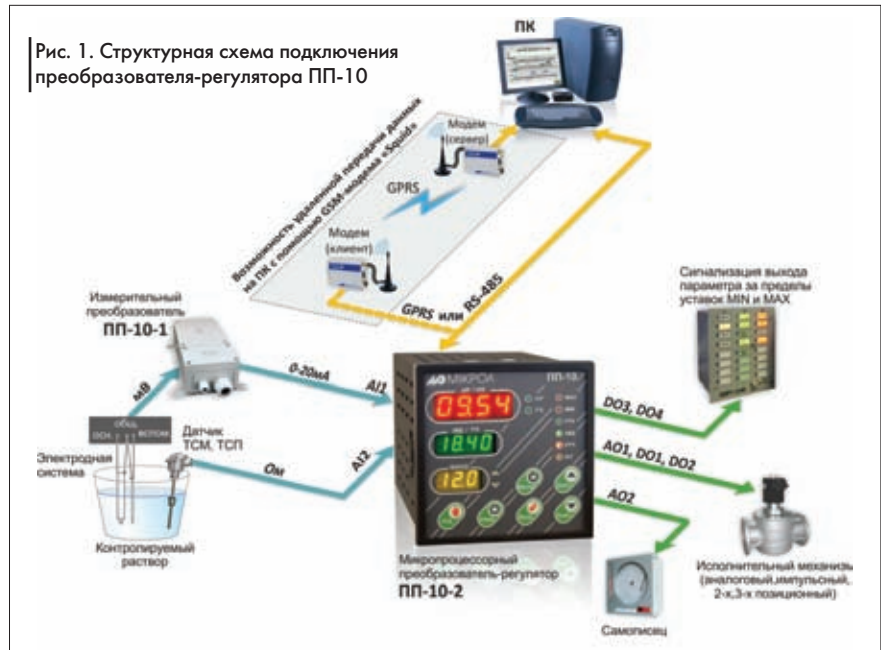 Рис. 1. Структурная схема подключения
преобразователя-регулятора ПП-10
ПК
Модем
(сервер)
GPRS
Модем
(клиент)
Возможность удаленной передачи данных
на ПК с помощью GSM-модема «Squid»
GPRS или RS-485
Сигнализация выхода
параметра за пределы
уставок MIN и MAX
Измерительный
преобразователь
ПП-10-1
мВ
0-20мА
AI1
МІКРОЛ
ПП-10
09.54
18.40
12.0
DO3, DO4
AO1, DO1, DO2
AO2
ОСН.
ОБЩ.
ВСПОМ.
Датчик
ТСМ, ТСП
Электродная
система
Ом
AI2
Контролируемый
раствор
Микропроцессорный
преобразователь-регулятор
ПП-10-2
Исполнительный механизм
(аналоговый,импульсный,
2-х,3-х позиционный)
Самописец